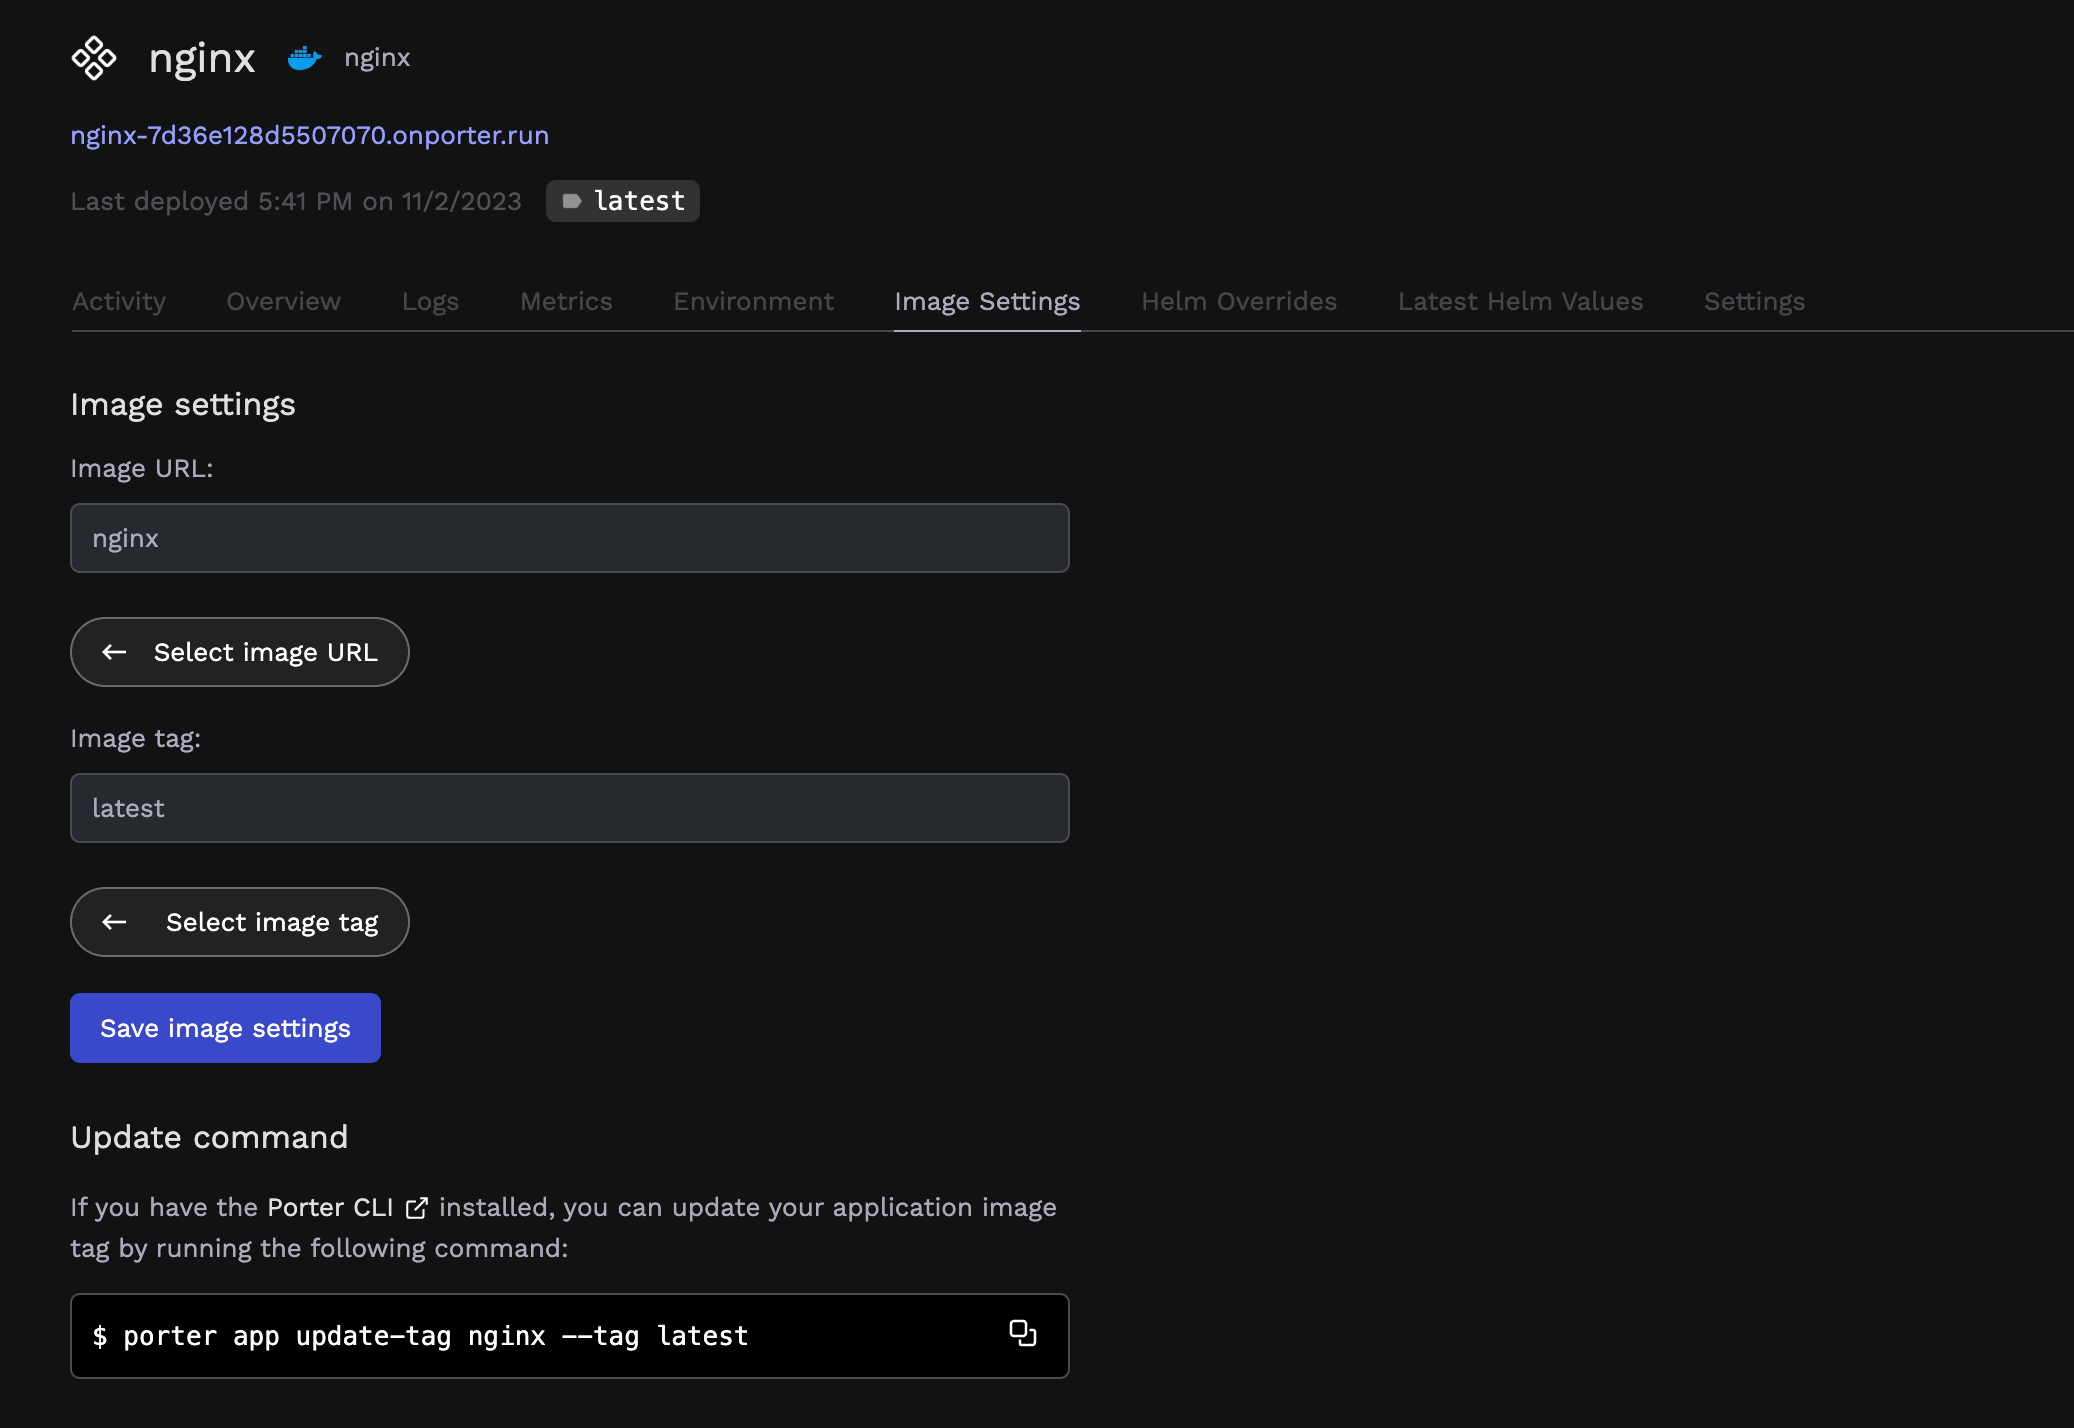 nginx nginx
nginx-7d36e128d5507070.onporter.run
Last deployed 5:41 PM on 11/2/2023 latest
Activity Overview Logs Metrics Environment Image Settings Helm Overrides Latest Helm Values Settings
Image settings
Image URL:
nginx
← Select image URL
Image tag:
latest
← Select image tag
Save image settings
Update command
If you have the Porter CLI installed, you can update your application image
tag by running the following command:
$ porter app update-tag nginx --tag latest